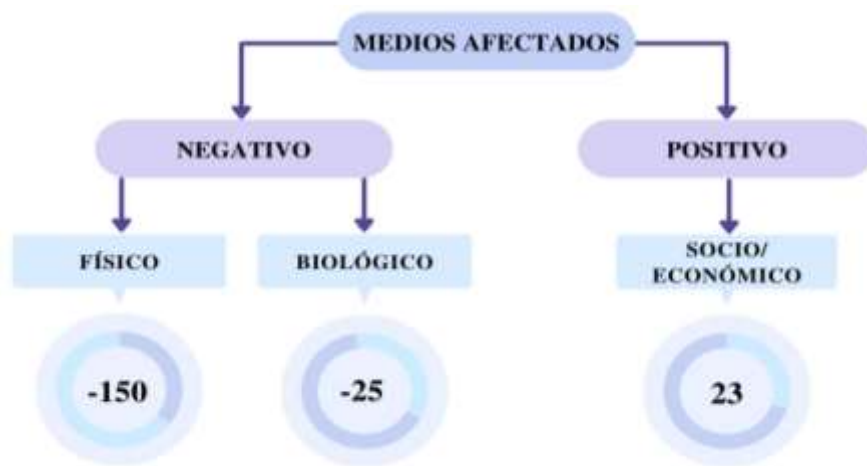 MEDIOS AFECTADOS
NEGATIVO
POSITIVO
FÍSICO
BIOLÓGICO
SOCIO/
ECONÓMICO
-150
-25
23